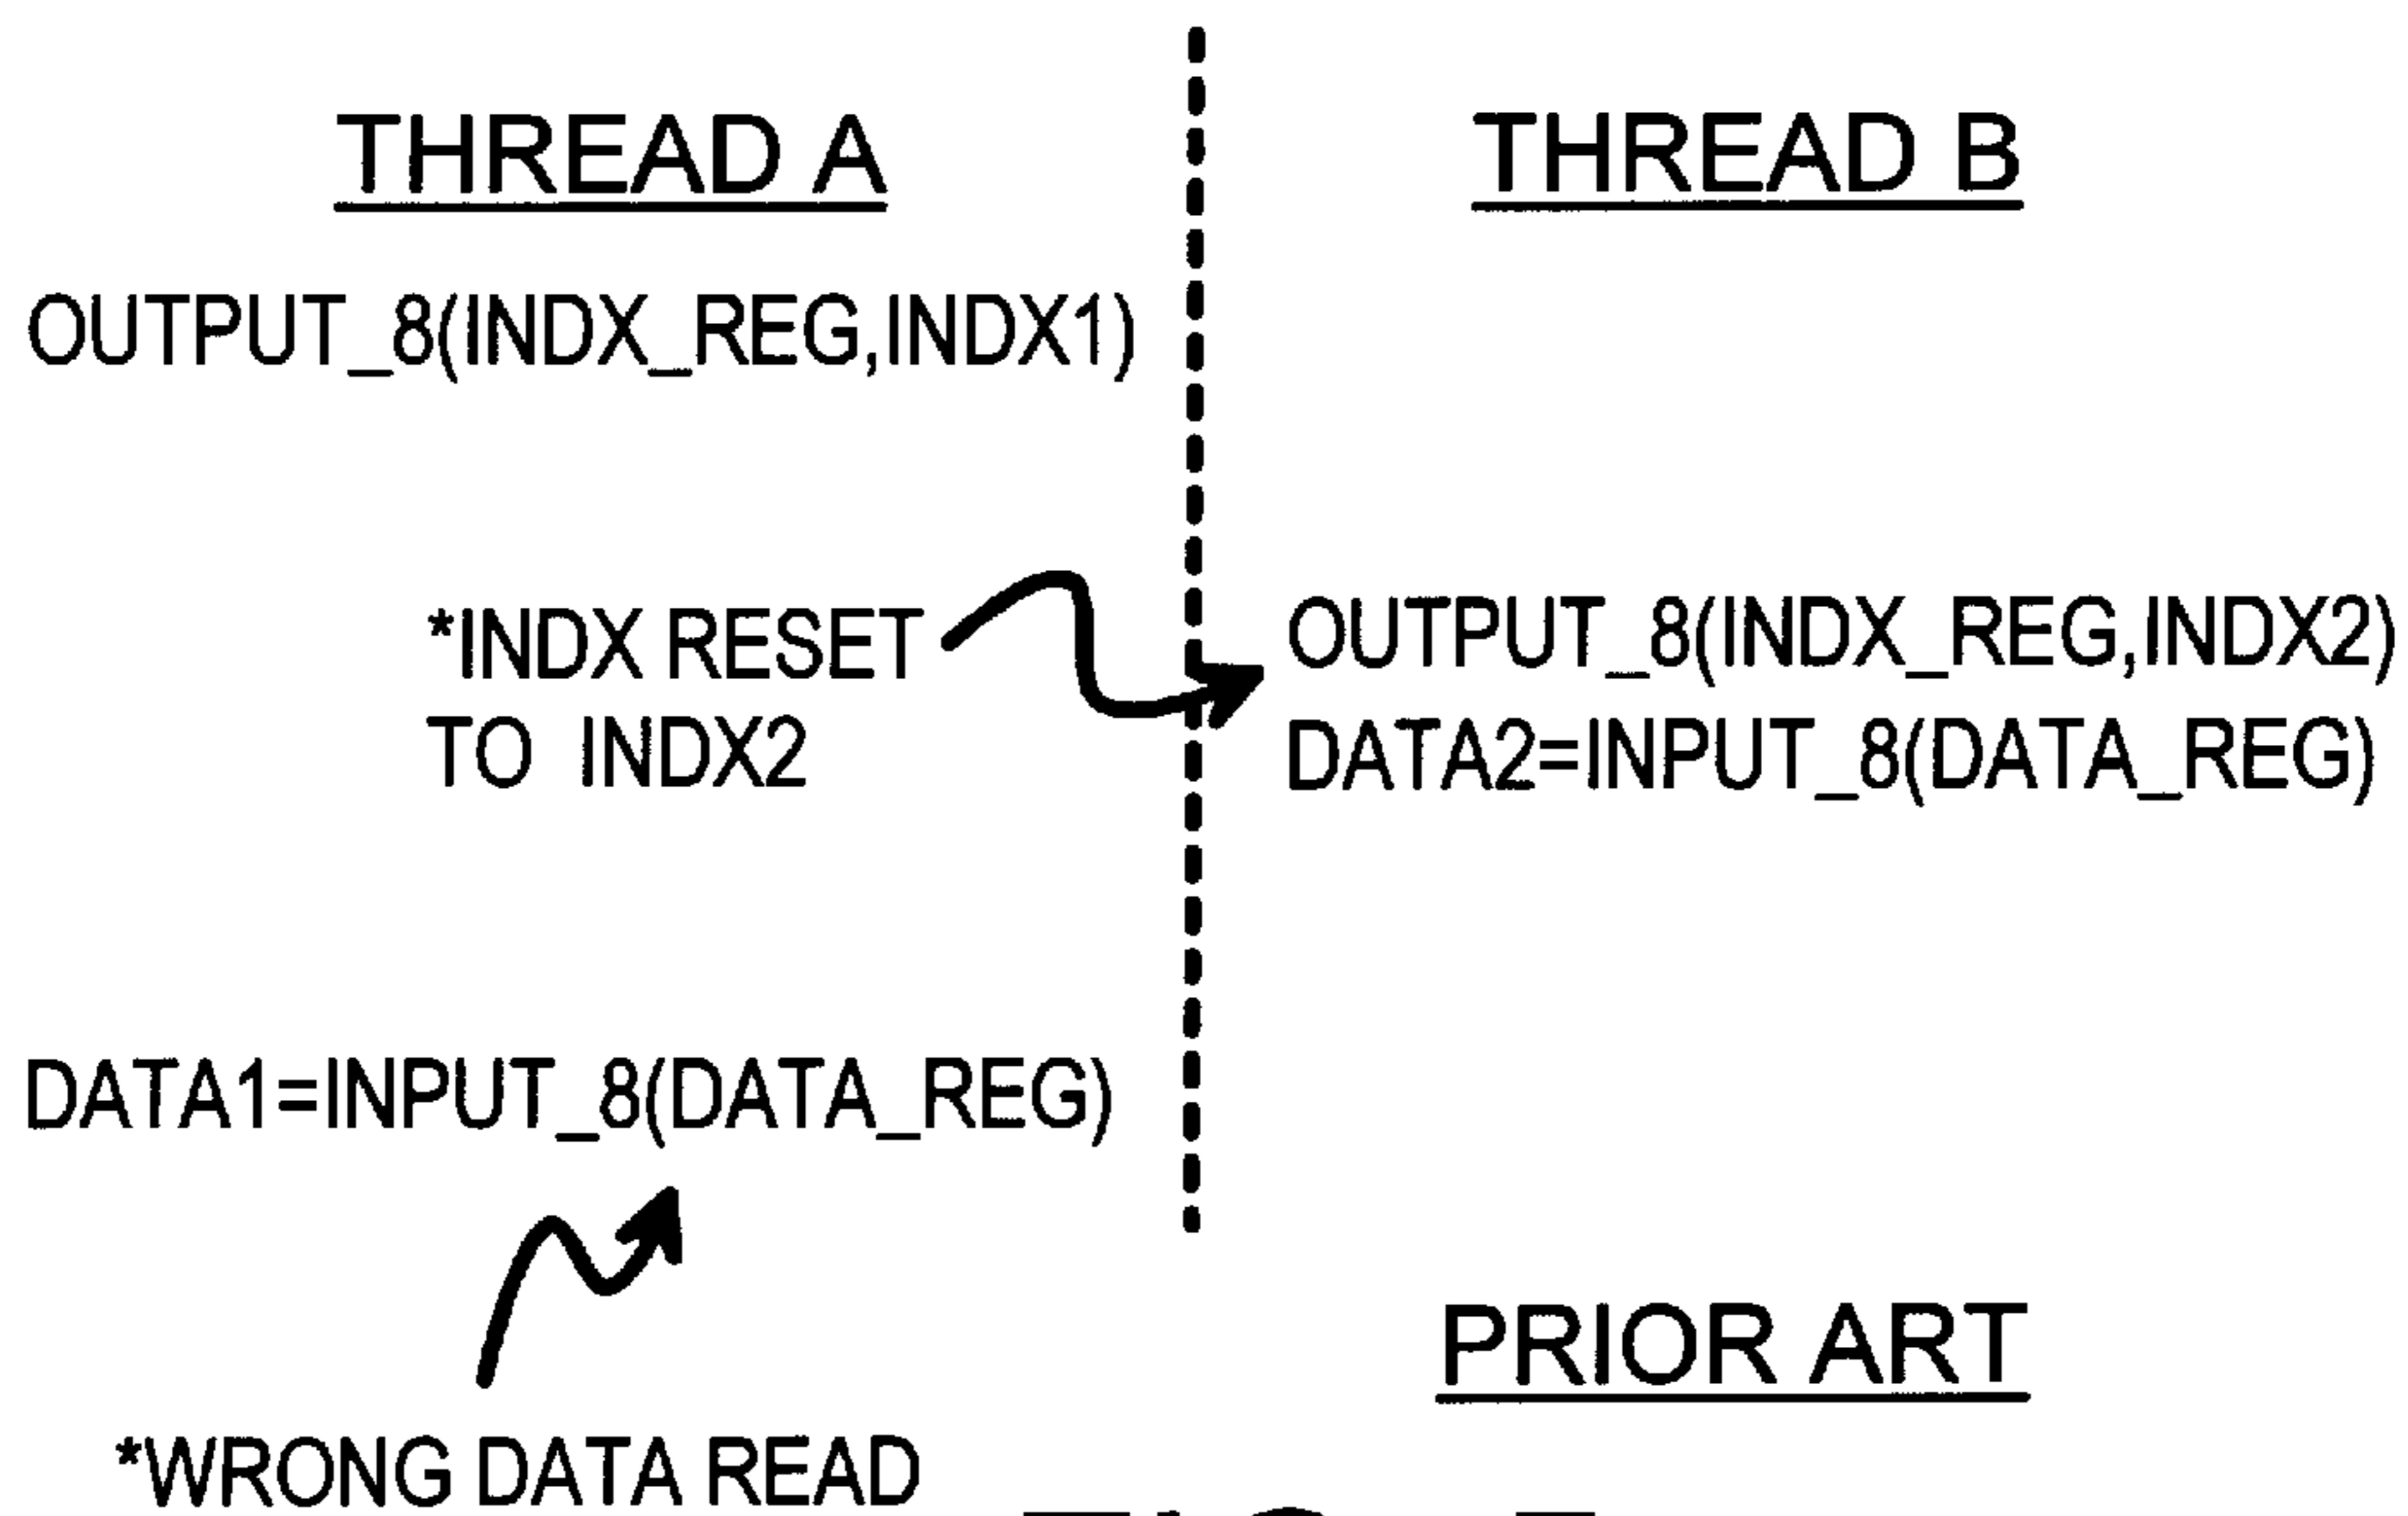 THREAD A
OUTPUT_8(INDX_REG,INDX1)
*INDX RESET
TO INDX2
DATA1=INPUT_8(DATA_REG)
*WRONG DATA READ
THREAD B
OUTPUT_8(INDX_REG,INDX2)
DATA2=INPUT_8(DATA_REG)
PRIOR ART